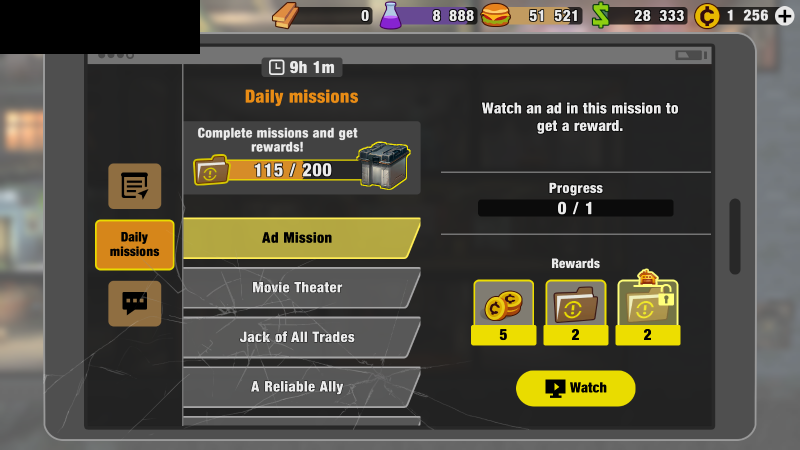 0
8 888
51 521
28 333
1 256
9h 1m
Daily missions
Complete missions and get
rewards!
115 / 200
Daily
missions
Ad Mission
Movie Theater
Jack of All Trades
A Reliable Ally
Watch an ad in this mission to
get a reward.
Progress
0 / 1
Rewards
5
2
2
Watch